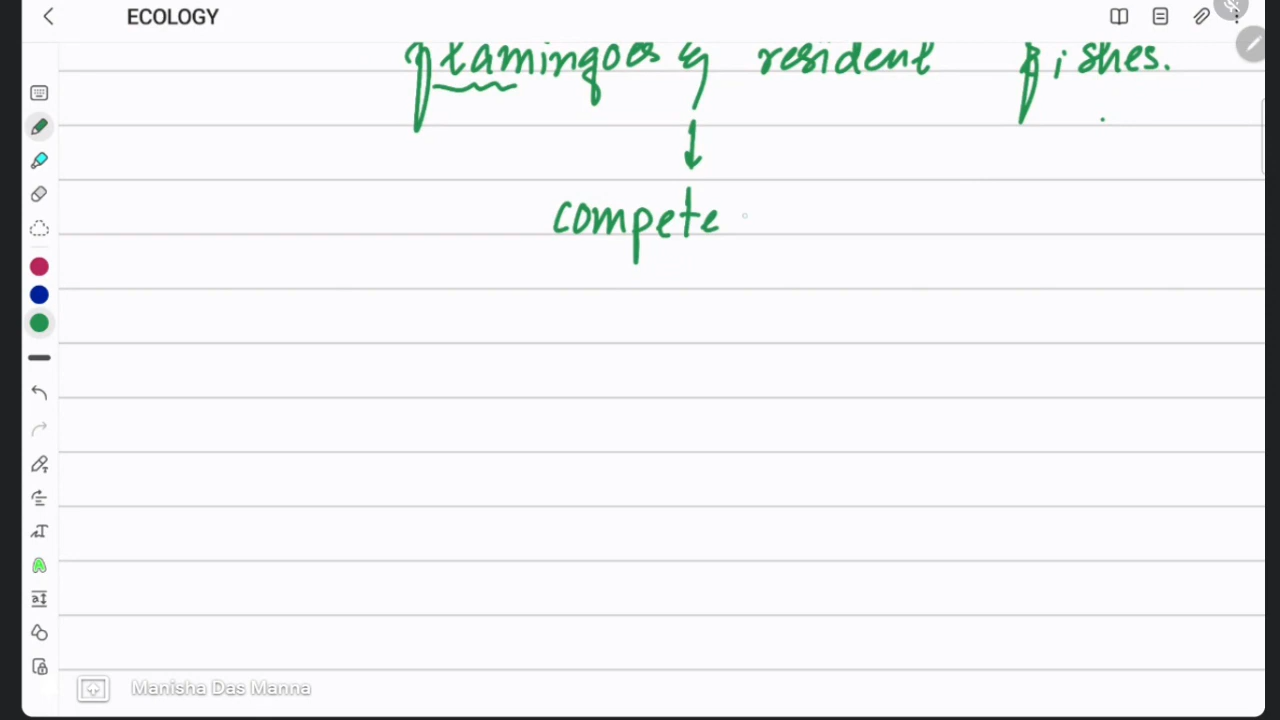 ECOLOGY
flamingoes & resident fishes.
↓
compete
Manisha Das Manna